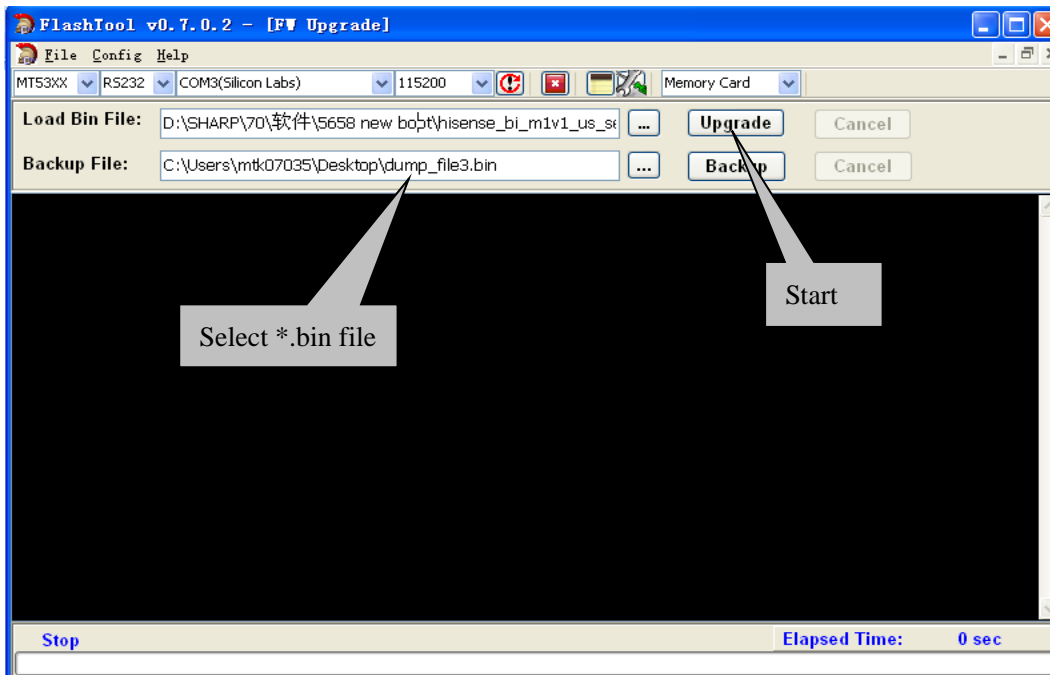 FlashTool v0.7.0.2 - [FW Upgrade]
File Config Help
MT53XX RS232 COM3(Silicon Labs) 115200 Memory Card
Load Bin File: D:\SHARP\70\软件\5658 new boot\hisense_bi_m1v1_us_se ... Upgrade Cancel
Backup File: C:\Users\mtk07035\Desktop\dump_file3.bin ... Backup Cancel
Start
Select *.bin file
Stop Elapsed Time: 0 sec